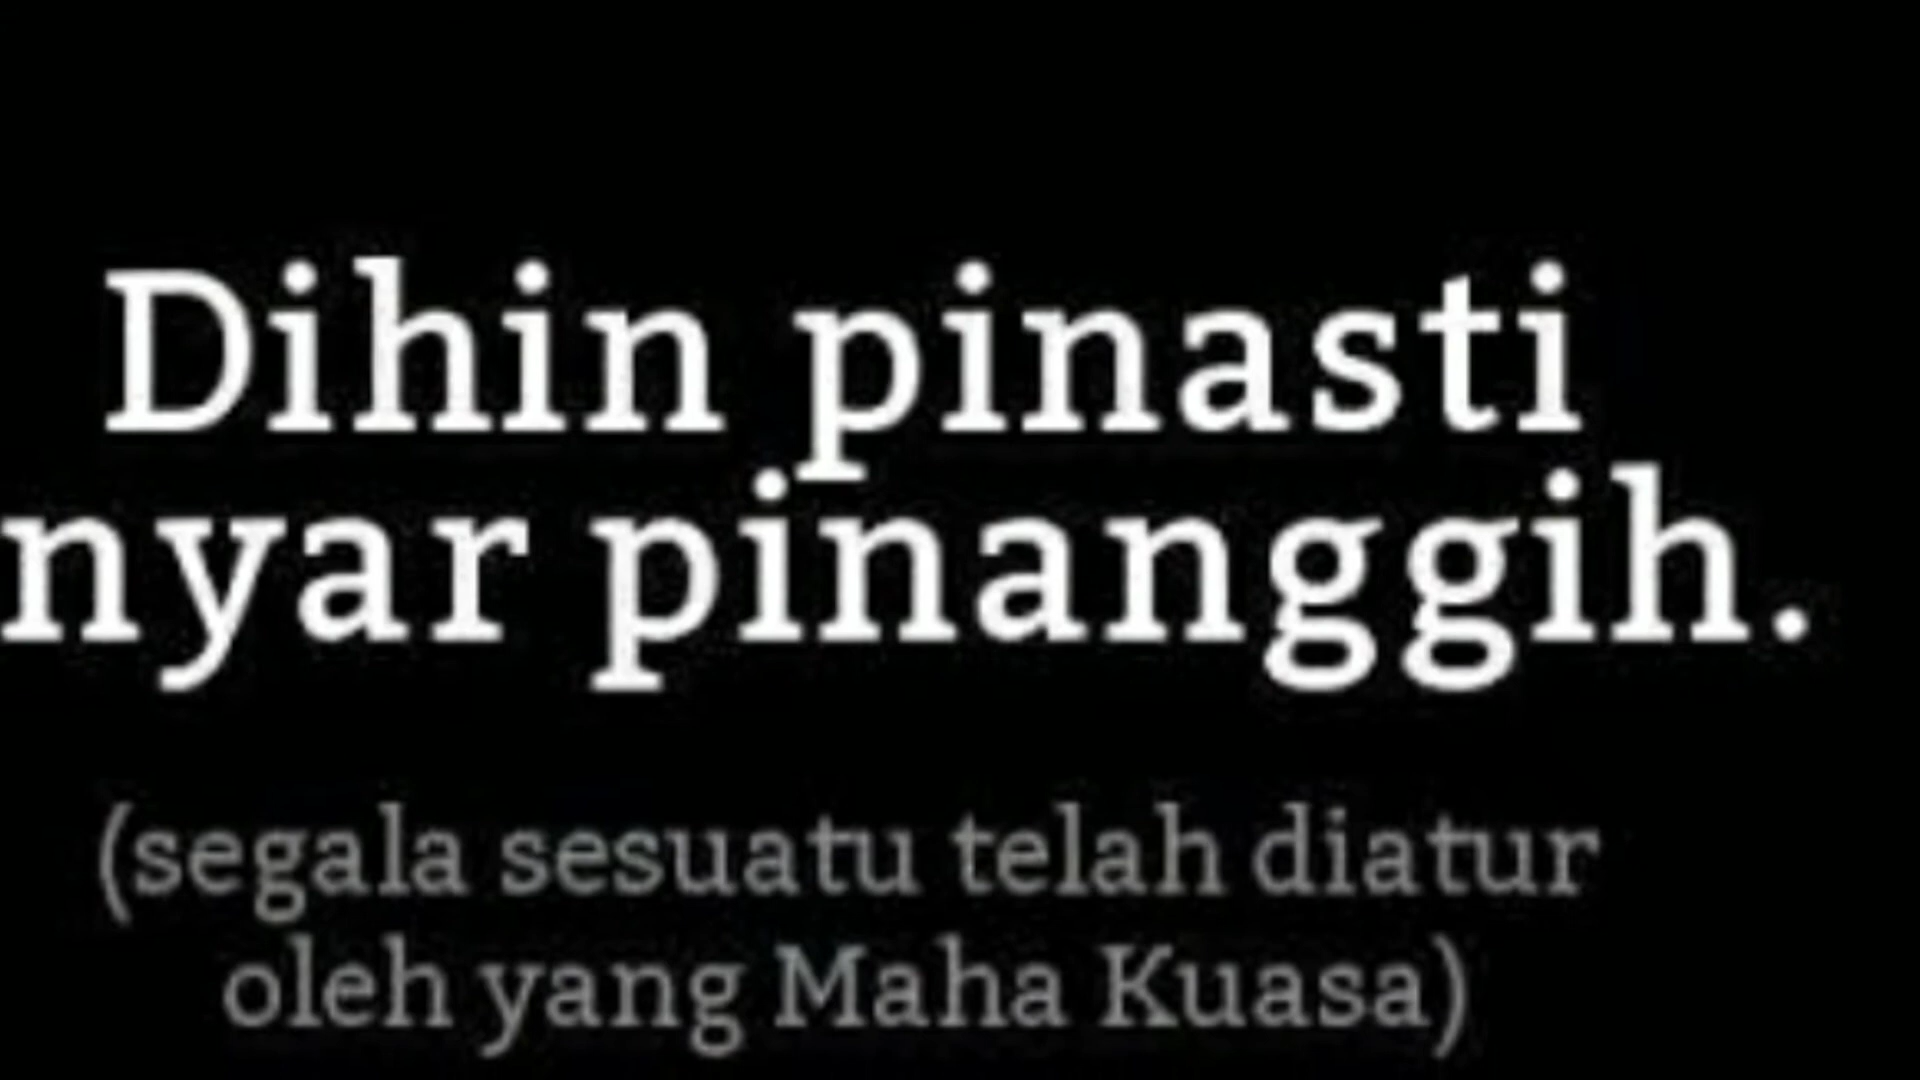 Dihin pinasti
nyar pinanggih.
(segala sesuatu telah diatur
oleh yang Maha Kuasa)